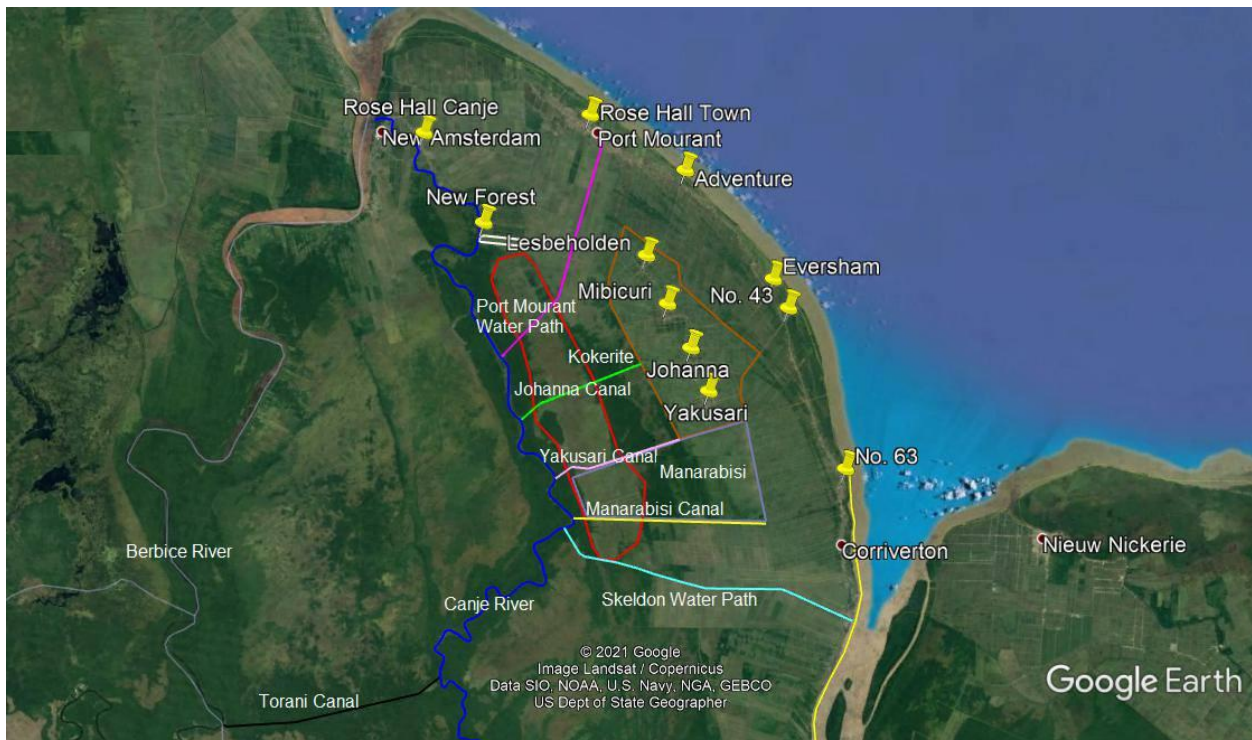 Rose Hall Canje
New Amsterdam
Rose Hall Town
Port Mourant
Adventure
New Forest
Lesbeholden
Eversham
Mibicuri
No. 43
Port Mourant
Water Path
Kokerite
Johanna
Johanna Canal
Yakusari
Yakusari Canal
No. 63
Manarabisi
Manarabisi Canal
Berbice River
Corriverton
Nieuw Nickerie
Canje River
Skeldon Water Path
Torani Canal
© 2021 Google
Image Landsat / Copernicus
Data SIO, NOAA, U.S. Navy, NGA, GEBCO
US Dept of State Geographer
Google Earth